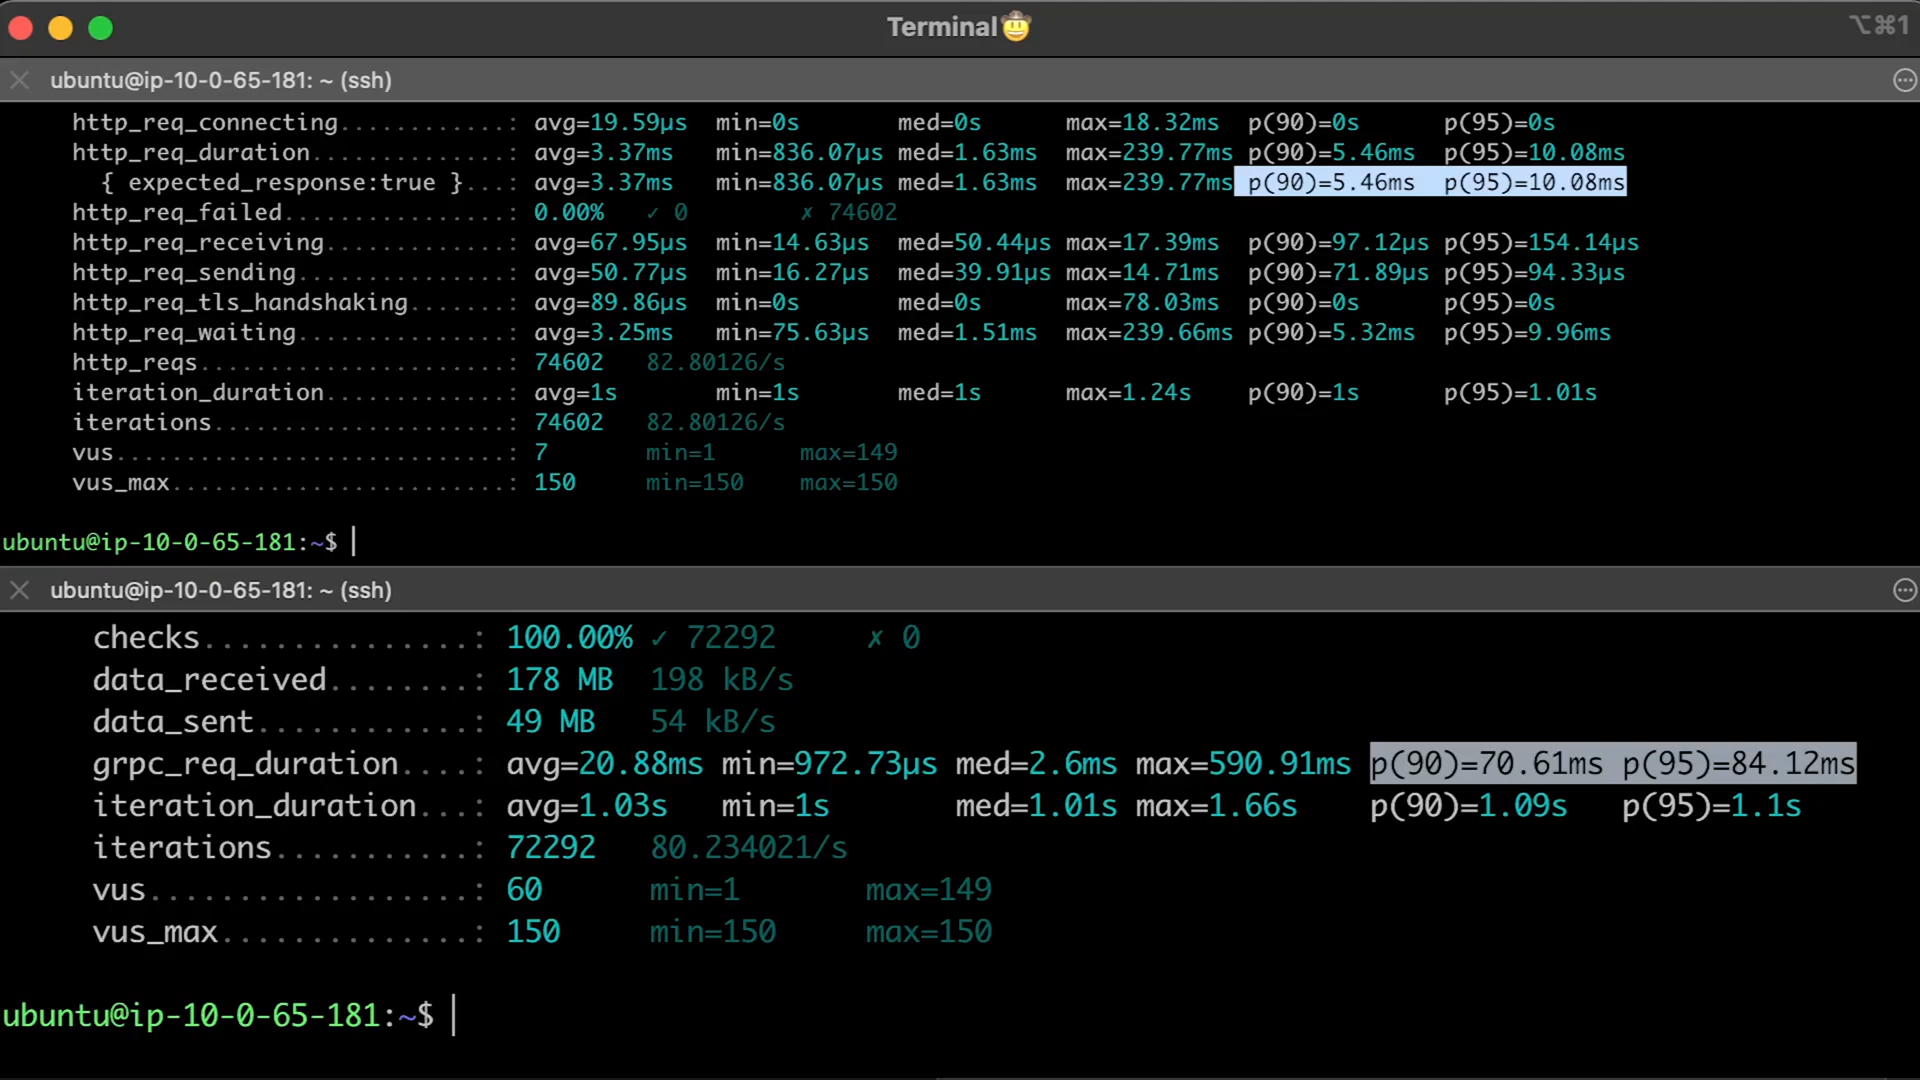 Terminal🤠
⌥⌘1
ubuntu@ip-10-0-65-181: ~ (ssh)
http_req_connecting............: avg=19.59µs min=0s med=0s max=18.32ms p(90)=0s p(95)=0s
http_req_duration..............: avg=3.37ms min=836.07µs med=1.63ms max=239.77ms p(90)=5.46ms p(95)=10.08ms
{ expected_response:true }...: avg=3.37ms min=836.07µs med=1.63ms max=239.77ms p(90)=5.46ms p(95)=10.08ms
http_req_failed................: 0.00% ✓ 0 ✗ 74602
http_req_receiving.............: avg=67.95µs min=14.63µs med=50.44µs max=17.39ms p(90)=97.12µs p(95)=154.14µs
http_req_sending...............: avg=50.77µs min=16.27µs med=39.91µs max=14.71ms p(90)=71.89µs p(95)=94.33µs
http_req_tls_handshaking.......: avg=89.86µs min=0s med=0s max=78.03ms p(90)=0s p(95)=0s
http_req_waiting...............: avg=3.25ms min=75.63µs med=1.51ms max=239.66ms p(90)=5.32ms p(95)=9.96ms
http_reqs......................: 74602 82.80126/s
iteration_duration.............: avg=1s min=1s med=1s max=1.24s p(90)=1s p(95)=1.01s
iterations.....................: 74602 82.80126/s
vus............................: 7 min=1 max=149
vus_max........................: 150 min=150 max=150
ubuntu@ip-10-0-65-181:~$
ubuntu@ip-10-0-65-181: ~ (ssh)
checks...............: 100.00% ✓ 72292 ✗ 0
data_received........: 178 MB 198 kB/s
data_sent............: 49 MB 54 kB/s
grpc_req_duration....: avg=20.88ms min=972.73µs med=2.6ms max=590.91ms p(90)=70.61ms p(95)=84.12ms
iteration_duration...: avg=1.03s min=1s med=1.01s max=1.66s p(90)=1.09s p(95)=1.1s
iterations...........: 72292 80.234021/s
vus..................: 60 min=1 max=149
vus_max..............: 150 min=150 max=150
ubuntu@ip-10-0-65-181:~$